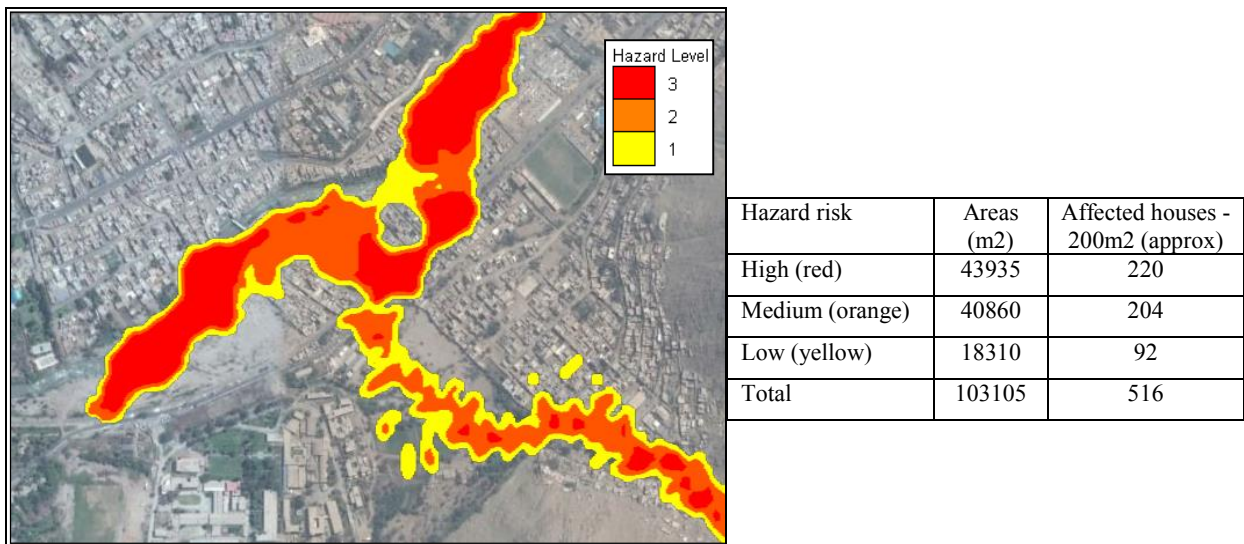 Hazard Level
3
2
1
Hazard risk Areas (m2) Affected houses - 200m2 (approx)
High (red) 43935 220
Medium (orange) 40860 204
Low (yellow) 18310 92
Total 103105 516